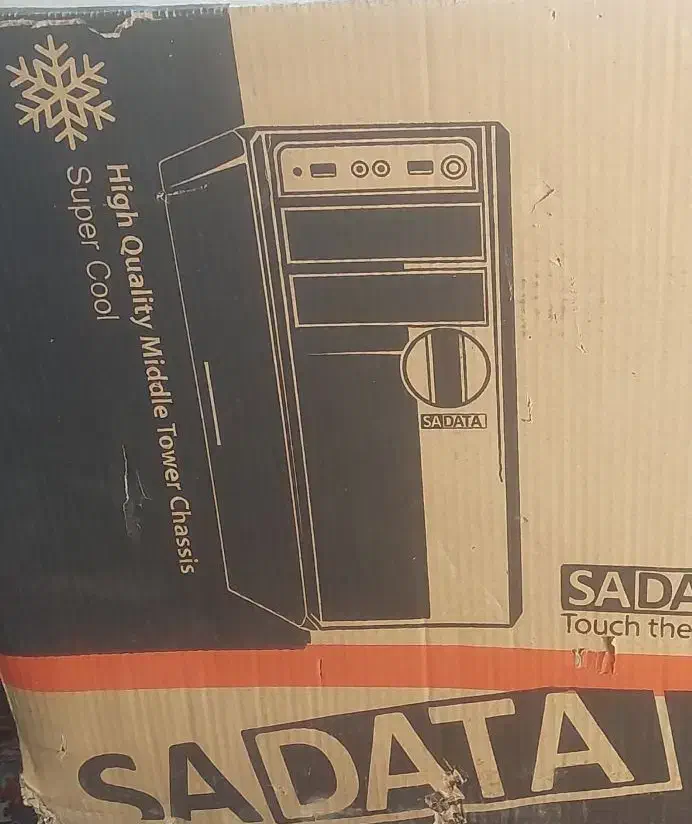 High Quality Middle Tower Chassis
Super Cool
SADATA
SADA
Touch the
SADATA